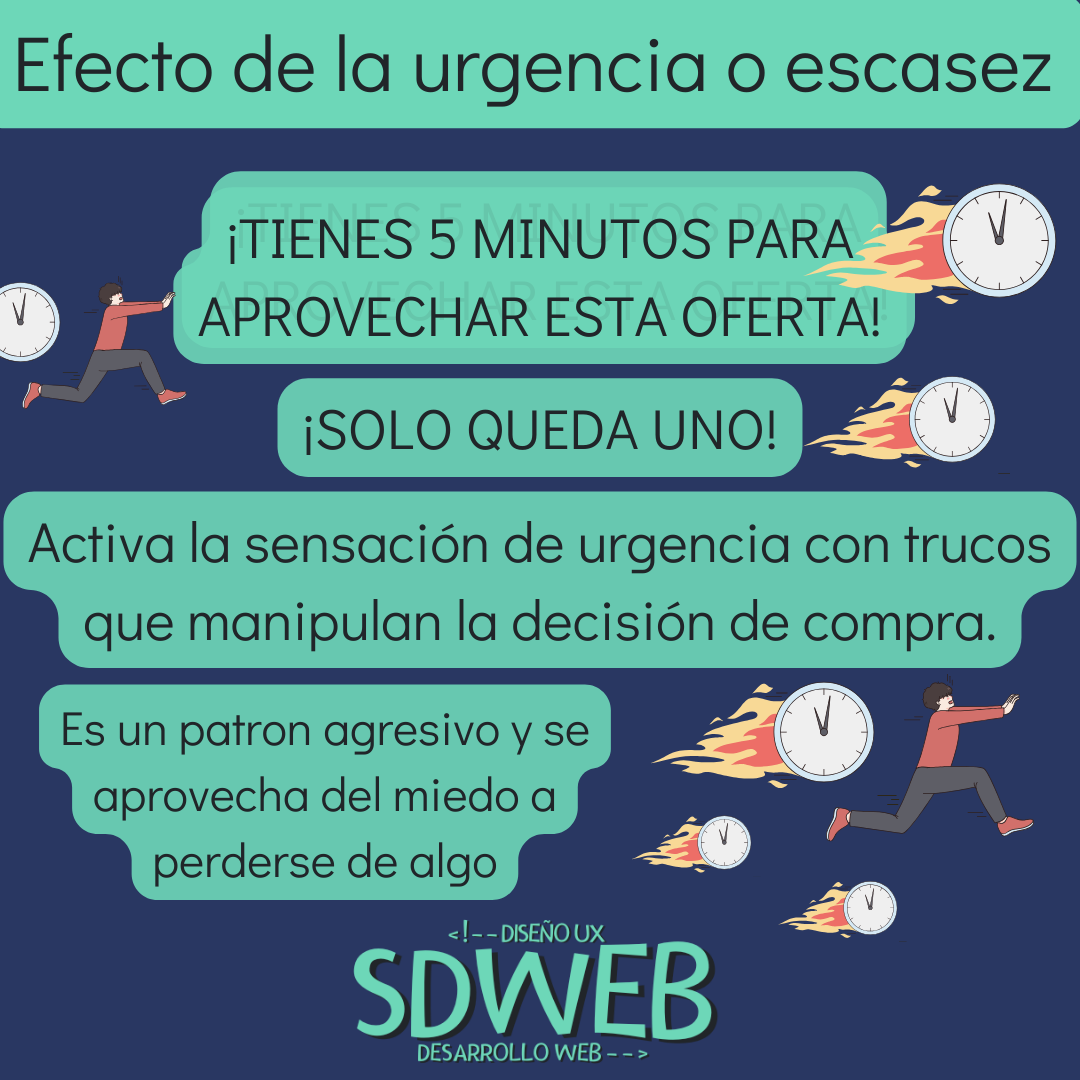 Efecto de la urgencia o escasez
¡TIENES 5 MINUTOS PARA
APROVECHAR ESTA OFERTA!
¡SOLO QUEDA UNO!
Activa la sensación de urgencia con trucos
que manipulan la decisión de compra.
Es un patron agresivo y se
aprovecha del miedo a
perderse de algo
<!-- DISEÑO UX
SDWEB
DESARROLLO WEB -->